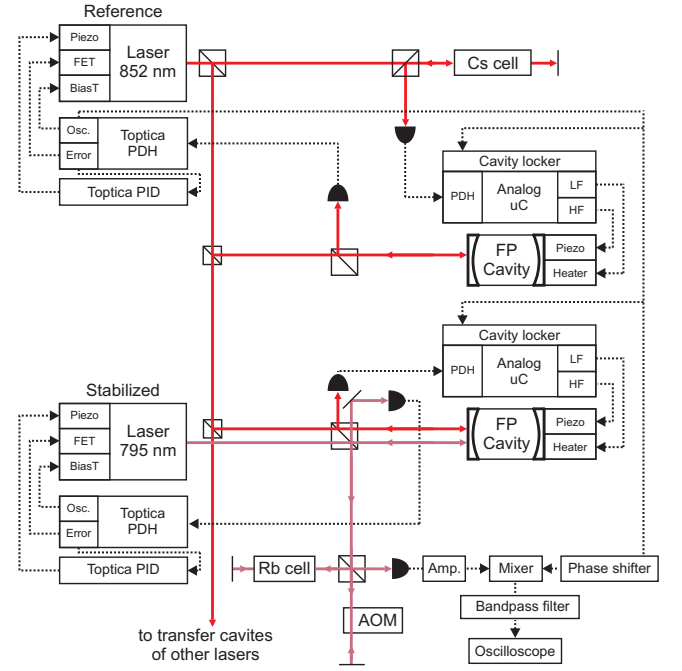 Reference
Piezo
FET
BiasT
Laser
852 nm
Cs cell
Osc.
Error
Toptica
PDH
Toptica PID
Cavity locker
PDH
Analog
uC
LF
HF
FP
Cavity
Piezo
Heater
Cavity locker
PDH
Analog
uC
LF
HF
Stabilized
Piezo
FET
BiasT
Laser
795 nm
FP
Cavity
Piezo
Heater
Osc.
Error
Toptica
PDH
Toptica PID
Rb cell
Amp.
Mixer
Phase shifter
AOM
Bandpass filter
Oscilloscope
to transfer cavites
of other lasers